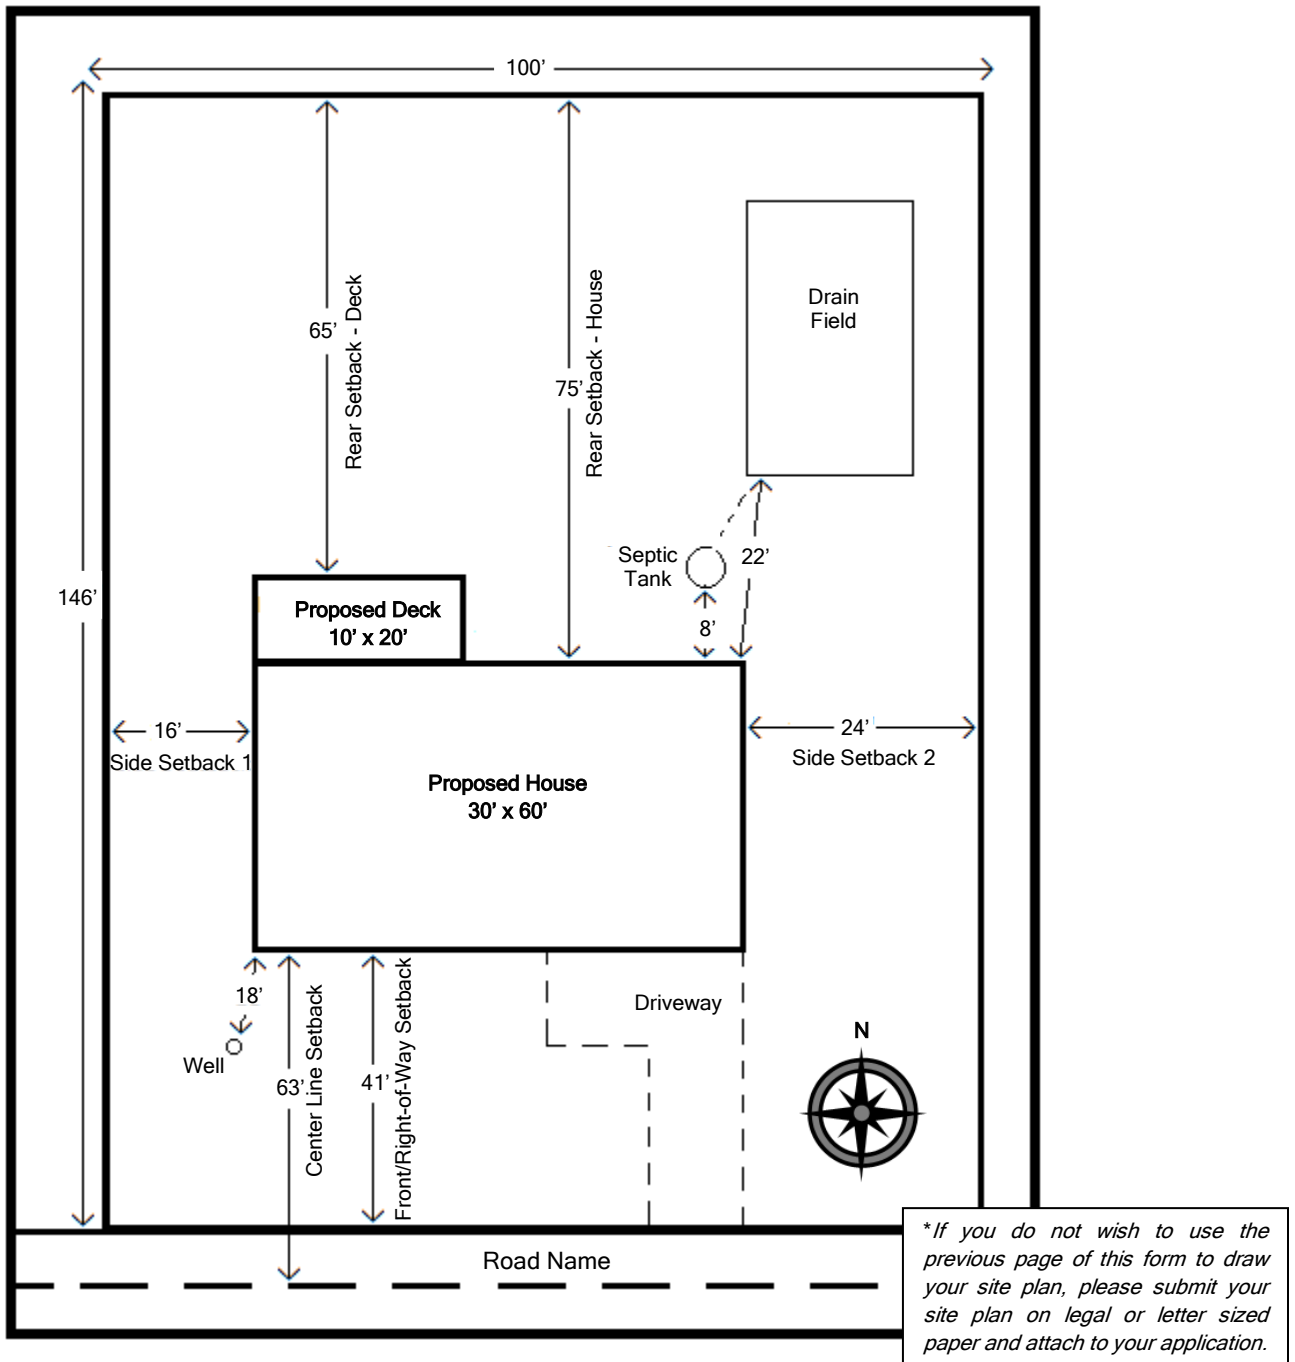 100’
65’
Rear Setback - Deck
75’
Rear Setback - House
Drain
Field
146’
Septic
Tank
22’
8’
Proposed Deck
10’ x 20’
16’
Side Setback 1
24’
Side Setback 2
Proposed House
30’ x 60’
18’
Well
63’
Center Line Setback
41’
Front/Right-of-Way Setback
Driveway
N
Road Name
*If you do not wish to use the
previous page of this form to draw
your site plan, please submit your
site plan on legal or letter sized
paper and attach to your application.